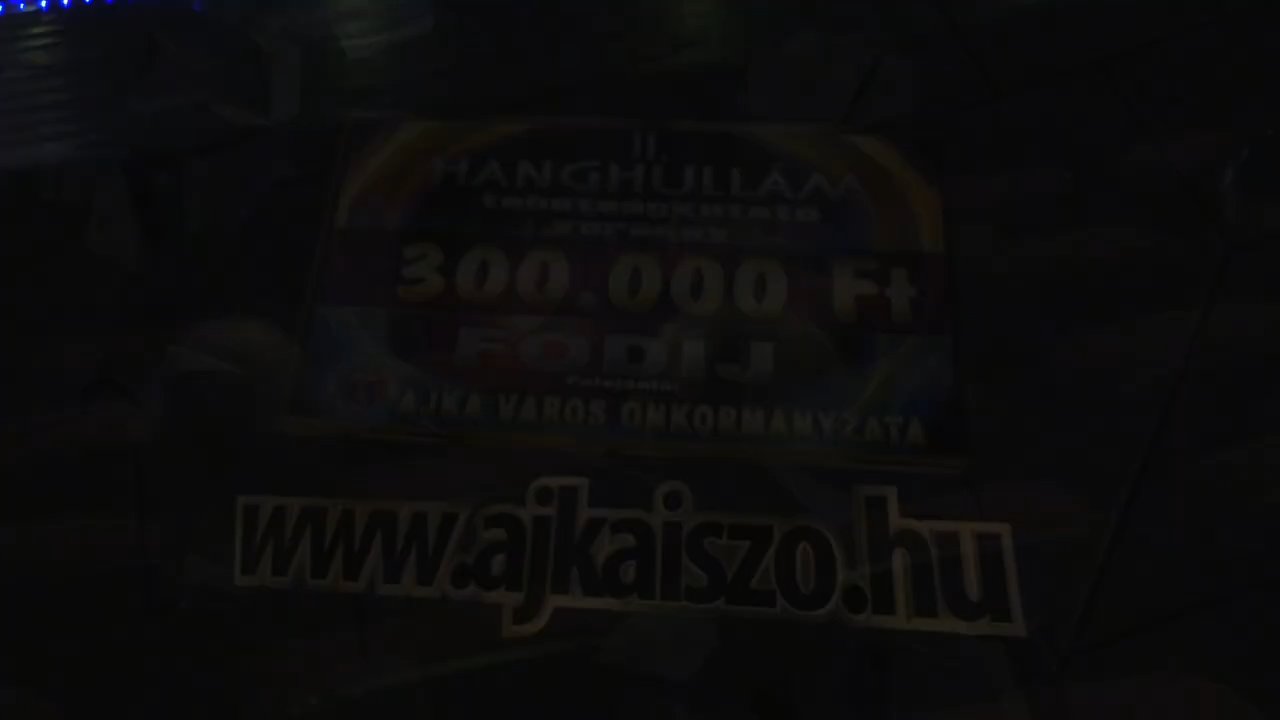 II.
HANGHULLÁM
300.000 Ft
FŐDÍJ
AJKA VÁROS ÖNKORMÁNYZATA
www.ajkaiszo.hu